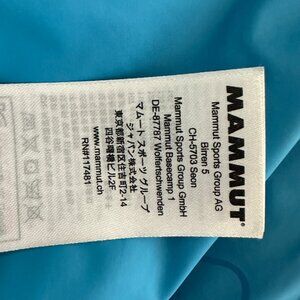 MAMMUT
Mammut Sports Group AG
Birren 5
CH-5703 Seon
Mammut Sports Group GmbH
Mammut Basecamp 1
DE-87787 Wolfertschwenden
マムート スポーツ グループ
ジャパン株式会社
東京都新宿区住吉町2-14
四谷曙橋ビル2F
www.mammut.com
RN#117481